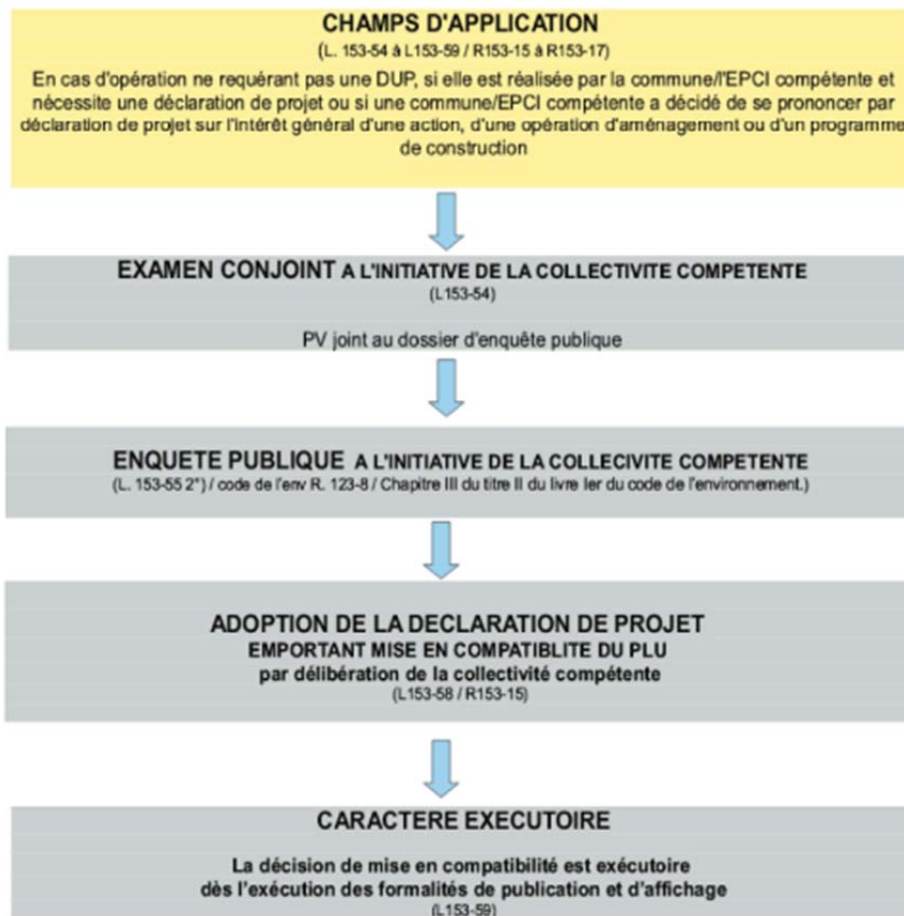 CHAMPS D'APPLICATION
(L. 153-54 à L153-59 / R153-15 à R153-17)
En cas d'opération ne requérant pas une DUP, si elle est réalisée par la commune/l'EPCI compétente et
nécessite une déclaration de projet ou si une commune/EPCI compétente a décidé de se prononcer par
déclaration de projet sur l'intérêt général d'une action, d'une opération d'aménagement ou d'un programme
de construction
EXAMEN CONJOINT A L'INITIATIVE DE LA COLLECTIVITE COMPETENTE
(L153-54)
PV joint au dossier d'enquête publique
ENQUETE PUBLIQUE A L'INITIATIVE DE LA COLLECIVITE COMPETENTE
(L. 153-55 2°) / code de l'env R. 123-8 / Chapitre III du titre II du livre Ier du code de l'environnement.)
ADOPTION DE LA DECLARATION DE PROJET
EMPORTANT MISE EN COMPATIBLITE DU PLU
par délibération de la collectivité compétente
(L153-58 / R153-15)
CARACTERE EXECUTOIRE
La décision de mise en compatibilité est exécutoire
dès l'exécution des formalités de publication et d'affichage
(L153-59)